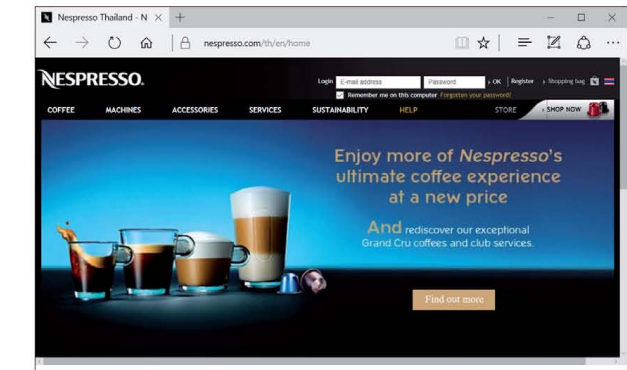 Nespresso Thailand - N
nespresso.com/th/en/home
NESPRESSO.
Login E-mail address Password › OK Register › Shopping bag
Remember me on this computer Forgotten your password?
COFFEE MACHINES ACCESSORIES SERVICES SUSTAINABILITY HELP STORE › SHOP NOW
Enjoy more of Nespresso's
ultimate coffee experience
at a new price
And rediscover our exceptional
Grand Cru coffees and club services.
Find out more